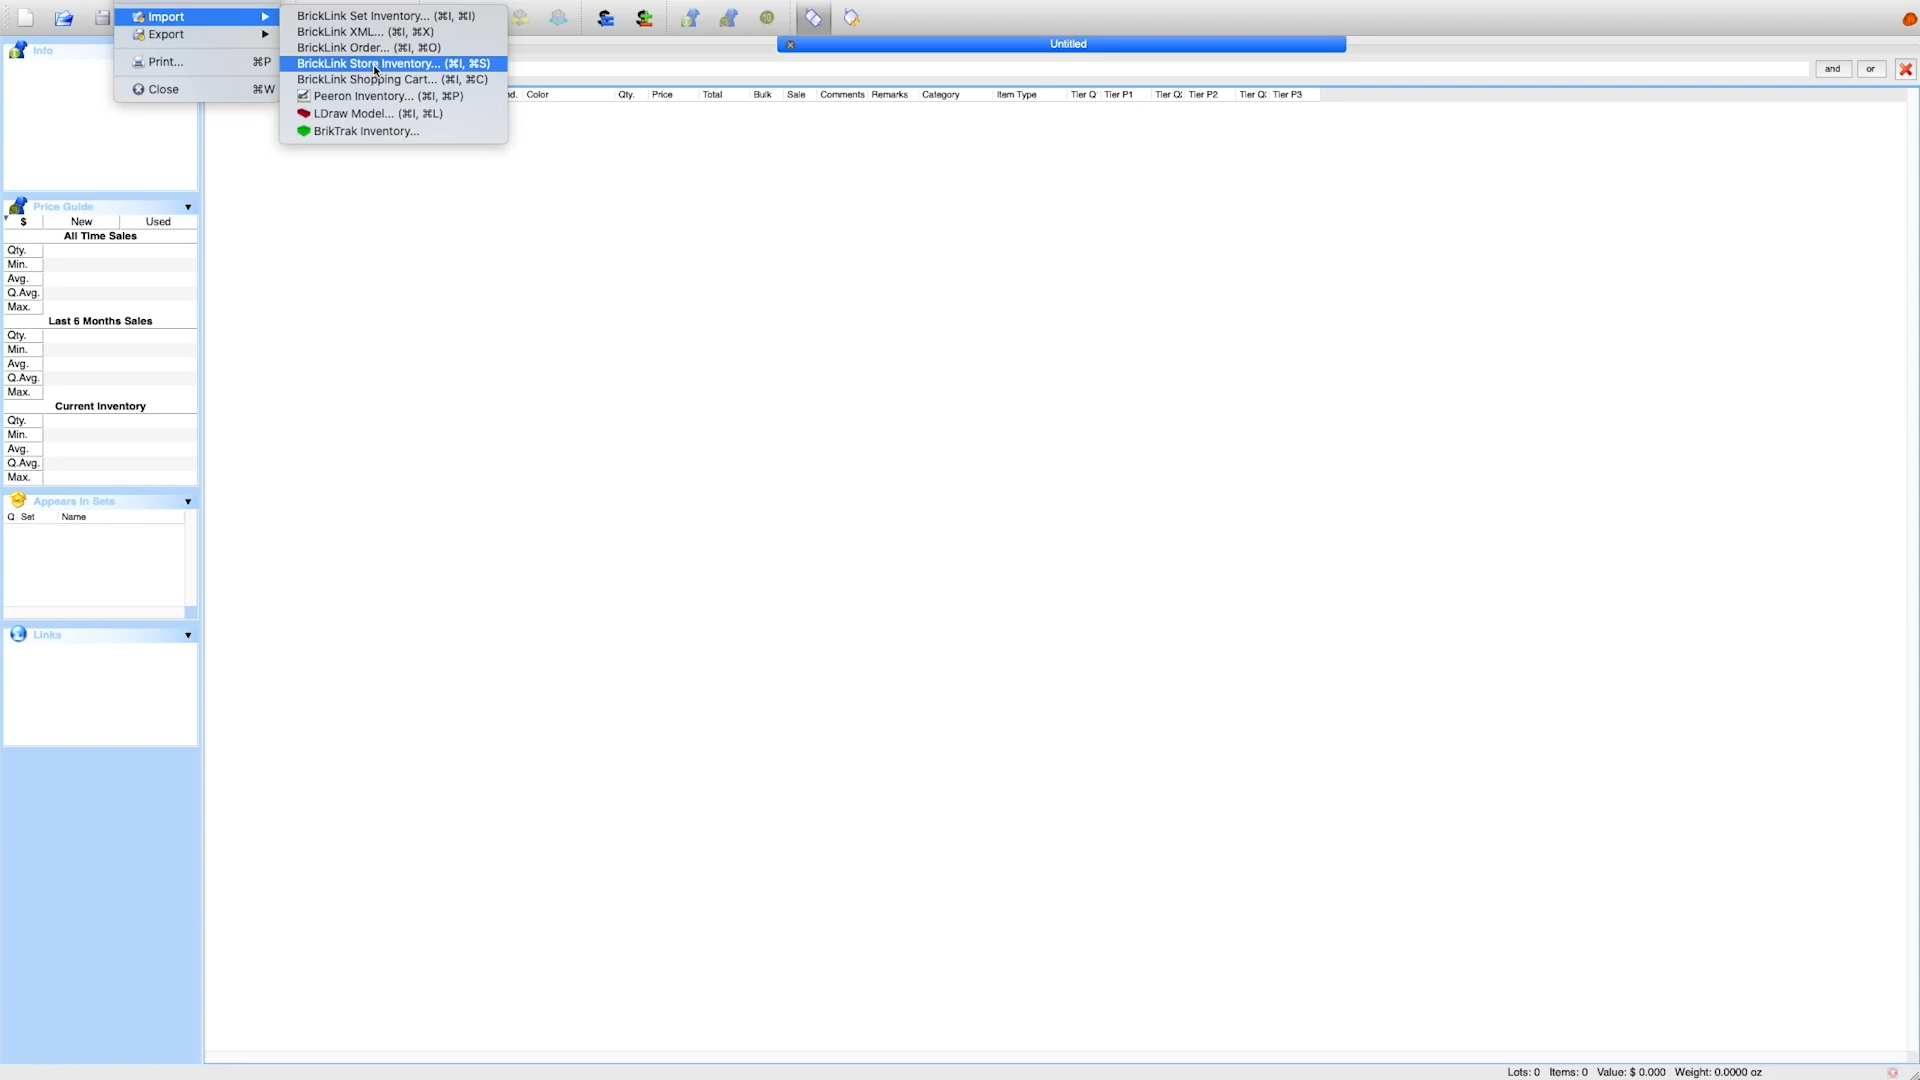 Import
BrickLink Set Inventory... (⌘I, ⌘I)
BrickLink XML... (⌘I, ⌘X)
Export
BrickLink Order... (⌘I, ⌘O)
Info
Untitled
Print... ⌘P
BrickLink Store Inventory... (⌘I, ⌘S)
and or
BrickLink Shopping Cart... (⌘I, ⌘C)
Close ⌘W
Peeron Inventory... (⌘I, ⌘P)
Color Qty. Price Total Bulk Sale Comments Remarks Category Item Type Tier Q Tier P1 Tier Q Tier P2 Tier Q Tier P3
LDraw Model... (⌘I, ⌘L)
BrikTrak Inventory...
Price Guide
$ New Used
All Time Sales
Qty.
Min.
Avg.
Q.Avg.
Max.
Last 6 Months Sales
Qty.
Min.
Avg.
Q.Avg.
Max.
Current Inventory
Qty.
Min.
Avg.
Q.Avg.
Max.
Appears In Sets
Q Set Name
Links
Lots: 0 Items: 0 Value: $ 0.000 Weight: 0.0000 oz